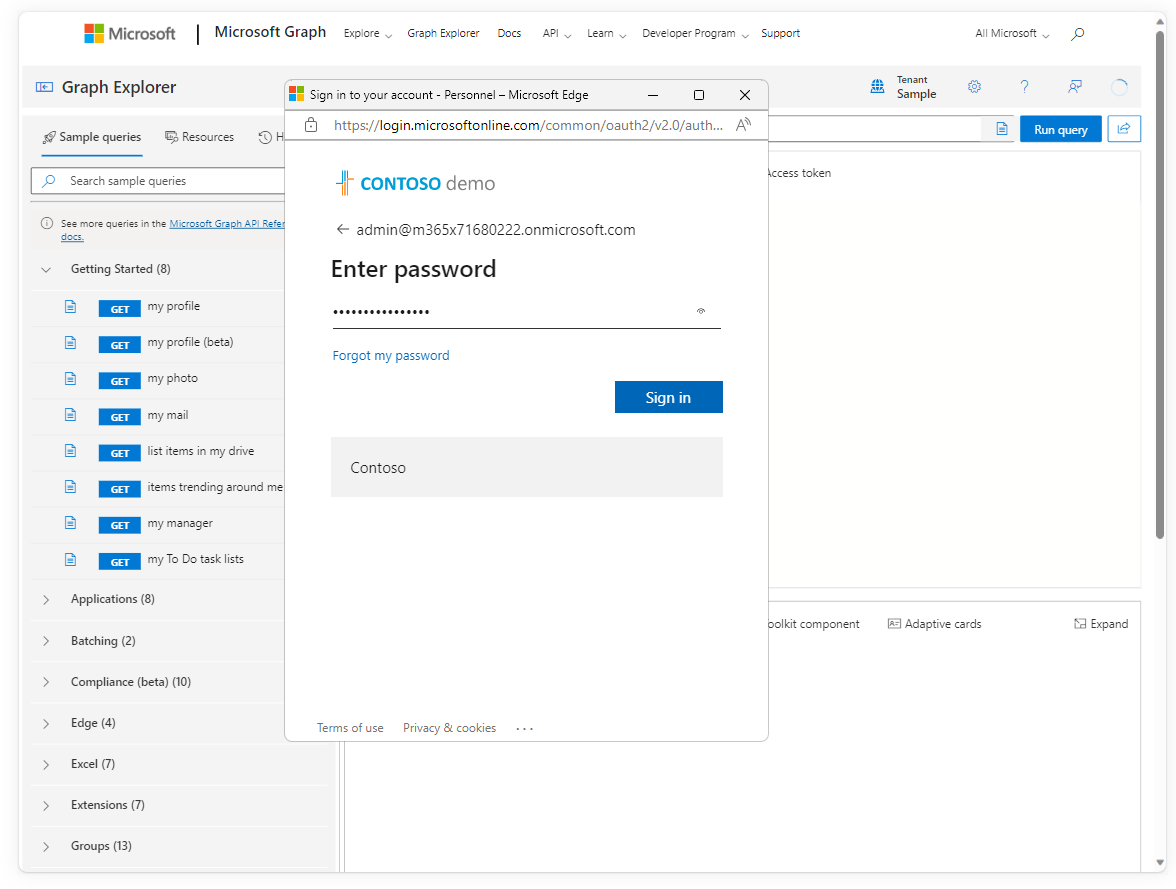 Microsoft | Microsoft Graph Explore Graph Explorer Docs API Learn Developer Program Support All Microsoft
Graph Explorer
Tenant
Sample
Sample queries Resources H
Run query
Search sample queries
See more queries in the Microsoft Graph API Refer
docs.
Getting Started (8)
GET my profile
GET my profile (beta)
GET my photo
GET my mail
GET list items in my drive
GET items trending around me
GET my manager
GET my To Do task lists
Applications (8)
Batching (2)
Compliance (beta) (10)
Edge (4)
Excel (7)
Extensions (7)
Groups (13)
Sign in to your account - Personnel – Microsoft Edge
https://login.microsoftonline.com/common/oauth2/v2.0/auth...
CONTOSO demo
admin@m365x71680222.onmicrosoft.com
Enter password
••••••••••••••••
Forgot my password
Sign in
Contoso
Terms of use Privacy & cookies ...
Access token
oolkit component Adaptive cards Expand